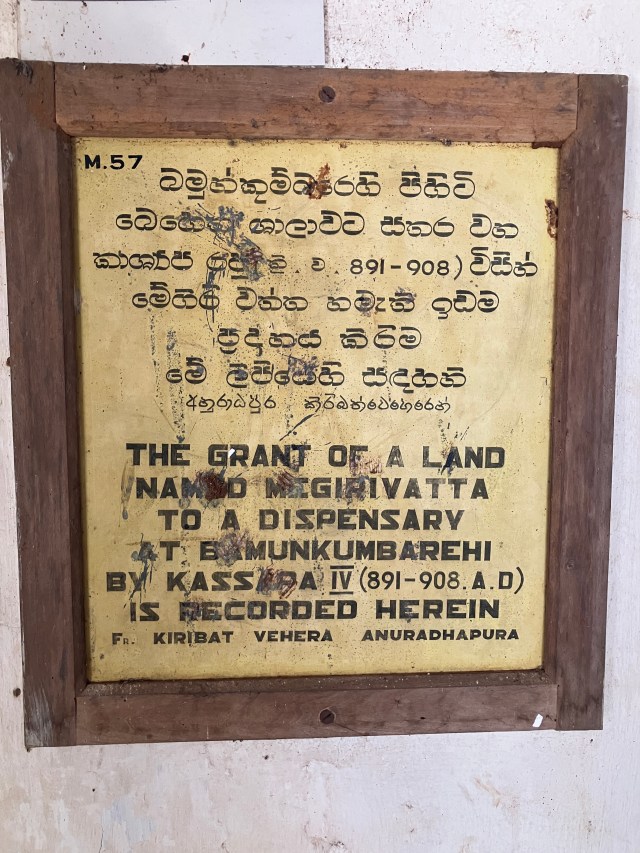 M.57
බමුන්කුම්බරෙහි පිහිටි
බෙහෙත් ශාලාවට සතර වන
කාශ්‍යප ව. 891-908) විසින්
මේගිරි වත්ත නමැති ඉඩම
ප්‍රදානය කිරීම
මේ ලිපියෙහි සඳහනි
අනුරාධපුර කිරිබත්වෙහෙරෙන්
THE GRANT OF A LAND
NAMED MEGIRIVATTA
TO A DISPENSARY
AT BAMUNKUMBAREHI
BY KASSAPA IV (891-908.A.D)
IS RECORDED HEREIN
FR. KIRIBAT VEHERA ANURADHAPURA